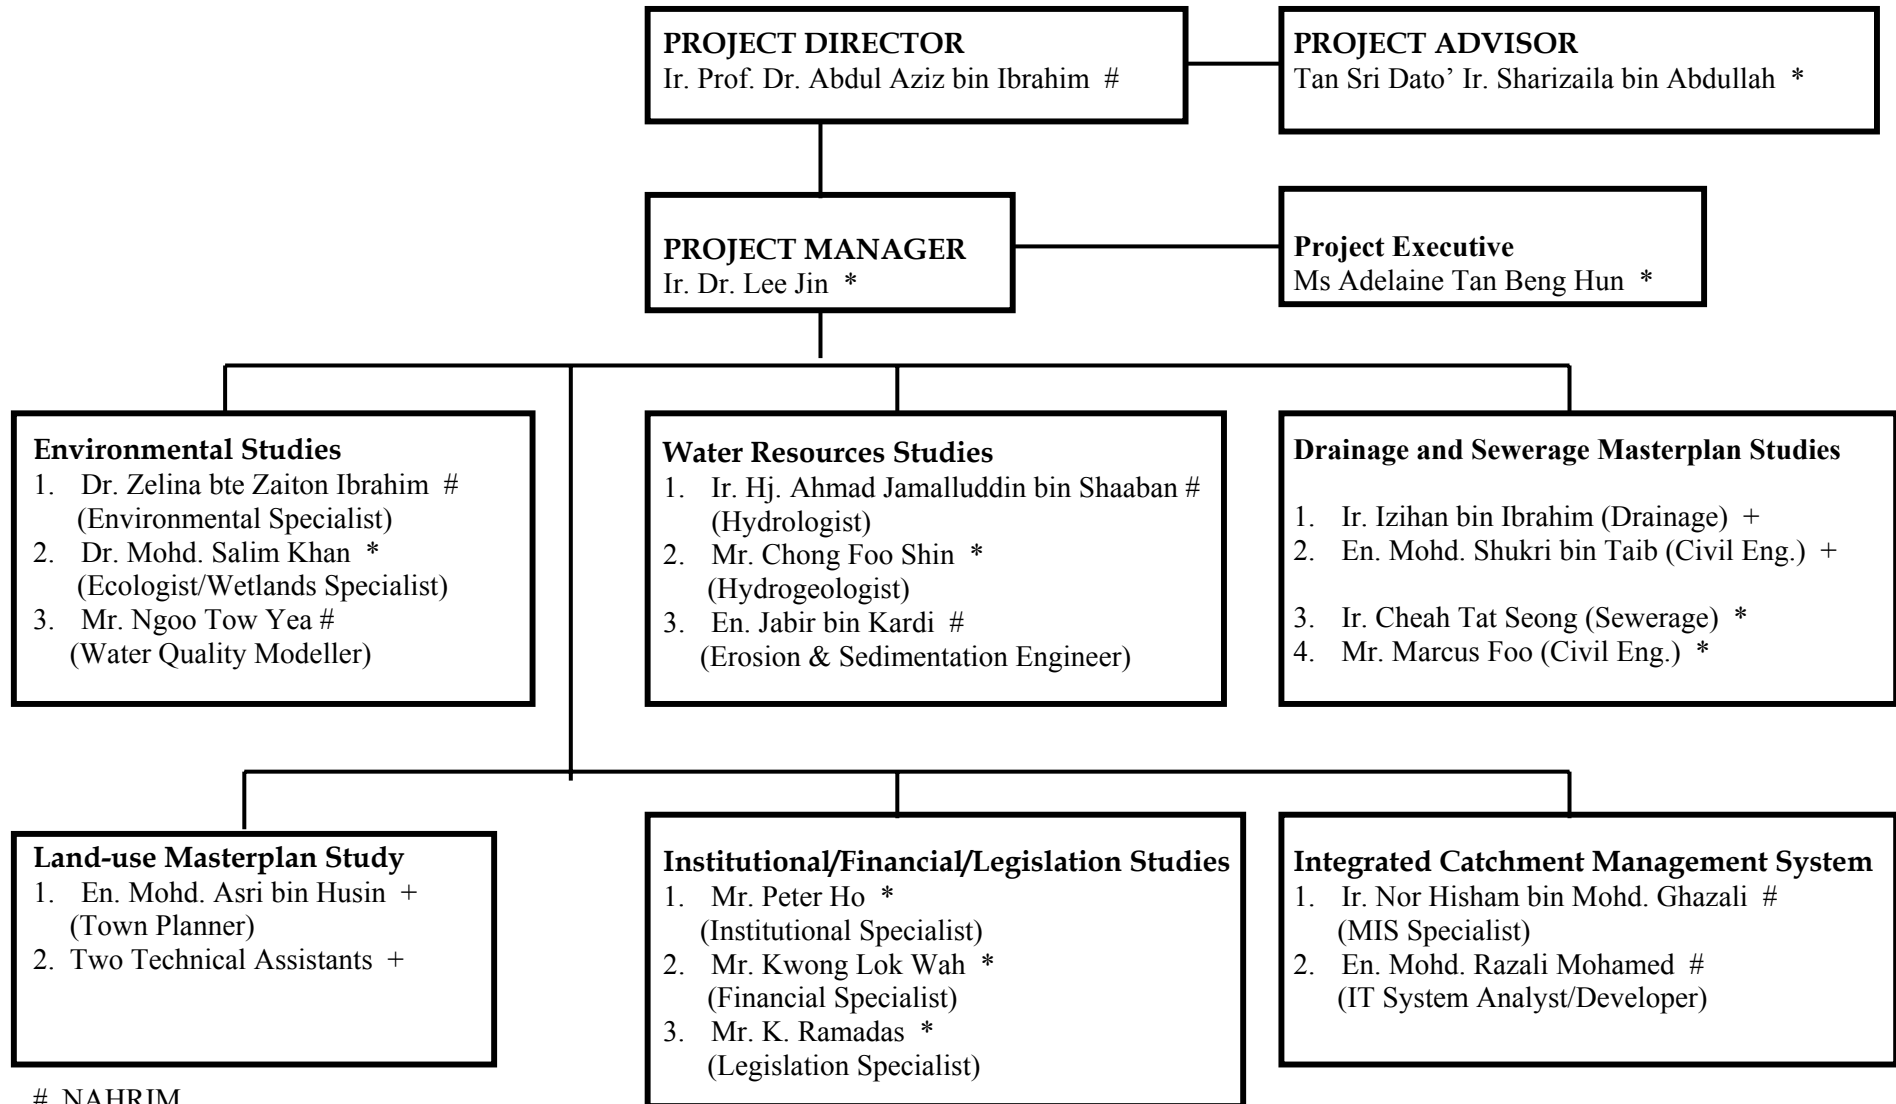 PROJECT DIRECTOR
Ir. Prof. Dr. Abdul Aziz bin Ibrahim #
PROJECT ADVISOR
Tan Sri Dato’ Ir. Sharizaila bin Abdullah *
PROJECT MANAGER
Ir. Dr. Lee Jin *
Project Executive
Ms Adelaine Tan Beng Hun *
Environmental Studies
1. Dr. Zelina bte Zaiton Ibrahim #
(Environmental Specialist)
2. Dr. Mohd. Salim Khan *
(Ecologist/Wetlands Specialist)
3. Mr. Ngoo Tow Yea #
(Water Quality Modeller)
Water Resources Studies
1. Ir. Hj. Ahmad Jamalluddin bin Shaaban #
(Hydrologist)
2. Mr. Chong Foo Shin *
(Hydrogeologist)
3. En. Jabir bin Kardi #
(Erosion & Sedimentation Engineer)
Drainage and Sewerage Masterplan Studies
1. Ir. Izihan bin Ibrahim (Drainage) +
2. En. Mohd. Shukri bin Taib (Civil Eng.) +
3. Ir. Cheah Tat Seong (Sewerage) *
4. Mr. Marcus Foo (Civil Eng.) *
Land-use Masterplan Study
1. En. Mohd. Asri bin Husin +
(Town Planner)
2. Two Technical Assistants +
Institutional/Financial/Legislation Studies
1. Mr. Peter Ho *
(Institutional Specialist)
2. Mr. Kwong Lok Wah *
(Financial Specialist)
3. Mr. K. Ramadas *
(Legislation Specialist)
Integrated Catchment Management System
1. Ir. Nor Hisham bin Mohd. Ghazali #
(MIS Specialist)
2. En. Mohd. Razali Mohamed #
(IT System Analyst/Developer)
# NAHRIM